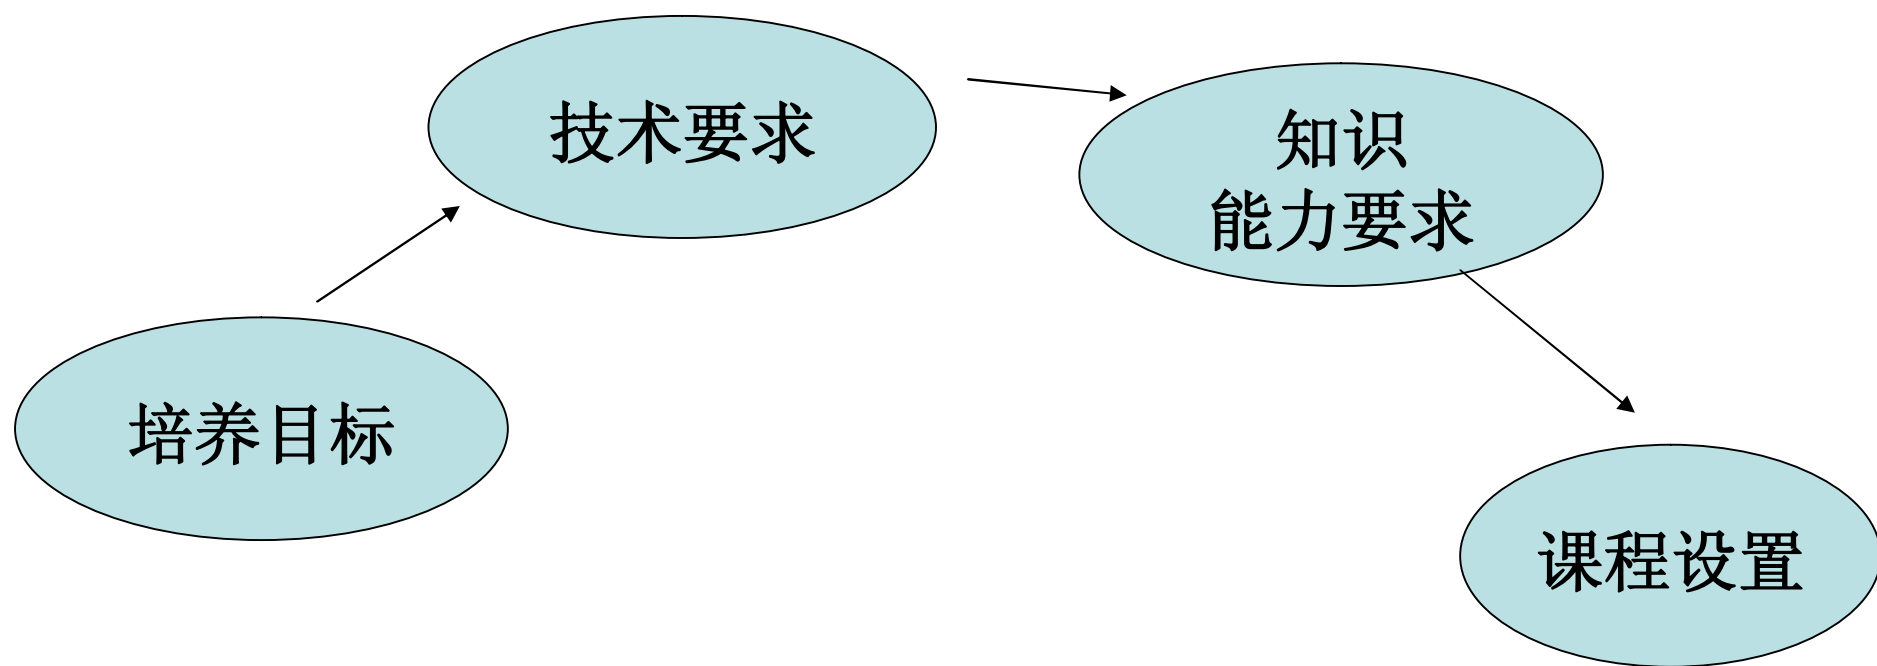 技术要求
知识
能力要求
培养目标
课程设置